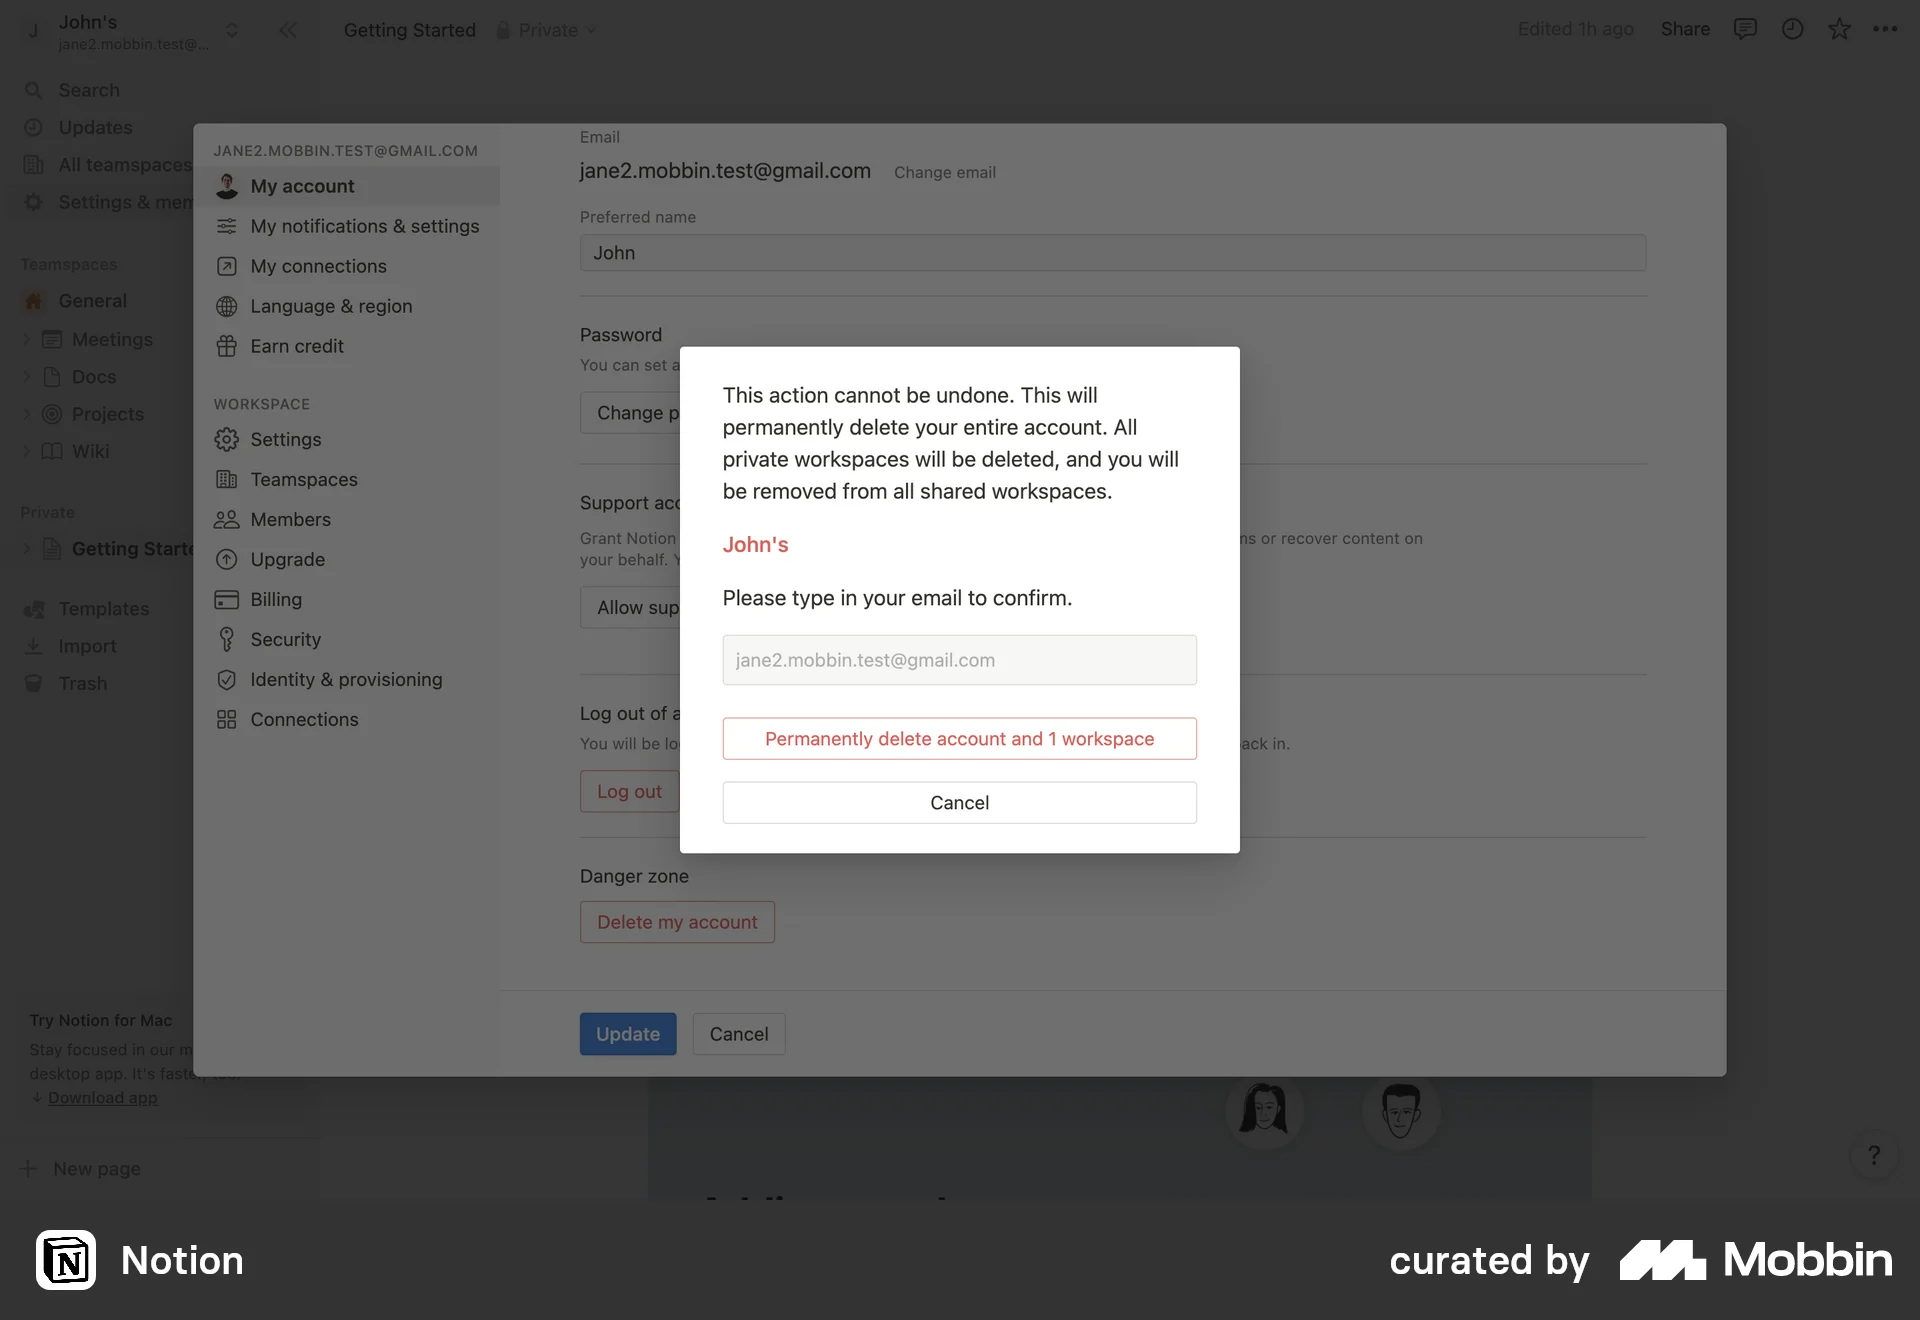 John's
jane2.mobbin.test@...
Getting Started
Private
Edited 1h ago
Share
Search
Updates
All teamspaces
Settings & mem
Teamspaces
General
Meetings
Docs
Projects
Wiki
Private
Getting Starte
Templates
Import
Trash
Try Notion for Mac
Stay focused in our m
desktop app. It's faster, too.
↓ Download app
New page
JANE2.MOBBIN.TEST@GMAIL.COM
My account
My notifications & settings
My connections
Language & region
Earn credit
WORKSPACE
Settings
Teamspaces
Members
Upgrade
Billing
Security
Identity & provisioning
Connections
Email
jane2.mobbin.test@gmail.com Change email
Preferred name
John
Password
You can set a
Change p
Support acc
Grant Notion
ns or recover content on
your behalf. Y
Allow sup
Log out of a
You will be lo
ack in.
Log out
Danger zone
Delete my account
Update
Cancel
This action cannot be undone. This will
permanently delete your entire account. All
private workspaces will be deleted, and you will
be removed from all shared workspaces.
John's
Please type in your email to confirm.
jane2.mobbin.test@gmail.com
Permanently delete account and 1 workspace
Cancel
?
Notion
curated by
Mobbin